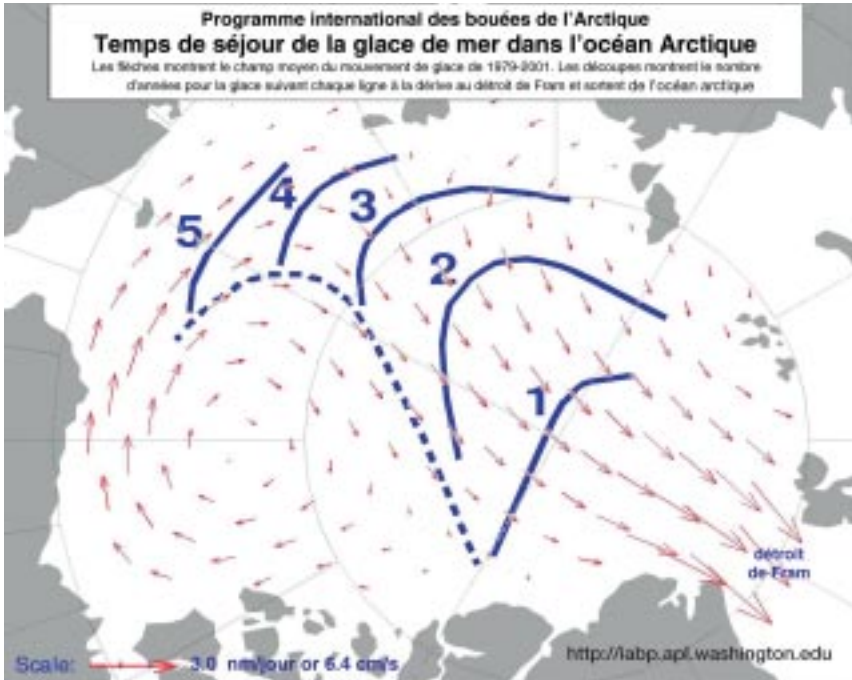 Programme international des bouées de l'Arctique
Temps de séjour de la glace de mer dans l'océan Arctique
Les flèches montrent le champ moyen du mouvement de glace de 1979-2001. Les découpes montrent le nombre
d'années pour la glace suivant chaque ligne à la dérive au détroit de Fram et sortent de l'océan arctique
5
4
3
2
1
détroit
de Fram
Scale: 3.0 nm/jour or 6.4 cm/s
http://iabp.apl.washington.edu